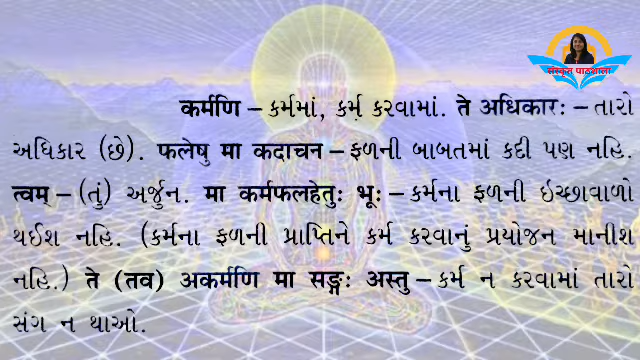 संस्कृत पाठशाला
कर्मणि – કર્મમાં, કર્મ કરવામાં. ते अधिकारः – તારો
અધિકાર (છે). फलेषु मा कदाचन – ફળની બાબતમાં કદી પણ નહિ.
त्वम् – (તું) અર્જુન. मा कर्मफलहेतुः भूः – કર્મના ફળની ઇચ્છાવાળો
થઈશ નહિ. (કર્મના ફળની પ્રાપ્તિને કર્મ કરવાનું પ્રયોજન માનીશ
નહિ.) ते (तव) अकर्मणि मा सङ्गः अस्तु – કર્મ ન કરવામાં તારો
સંગ ન થાઓ.